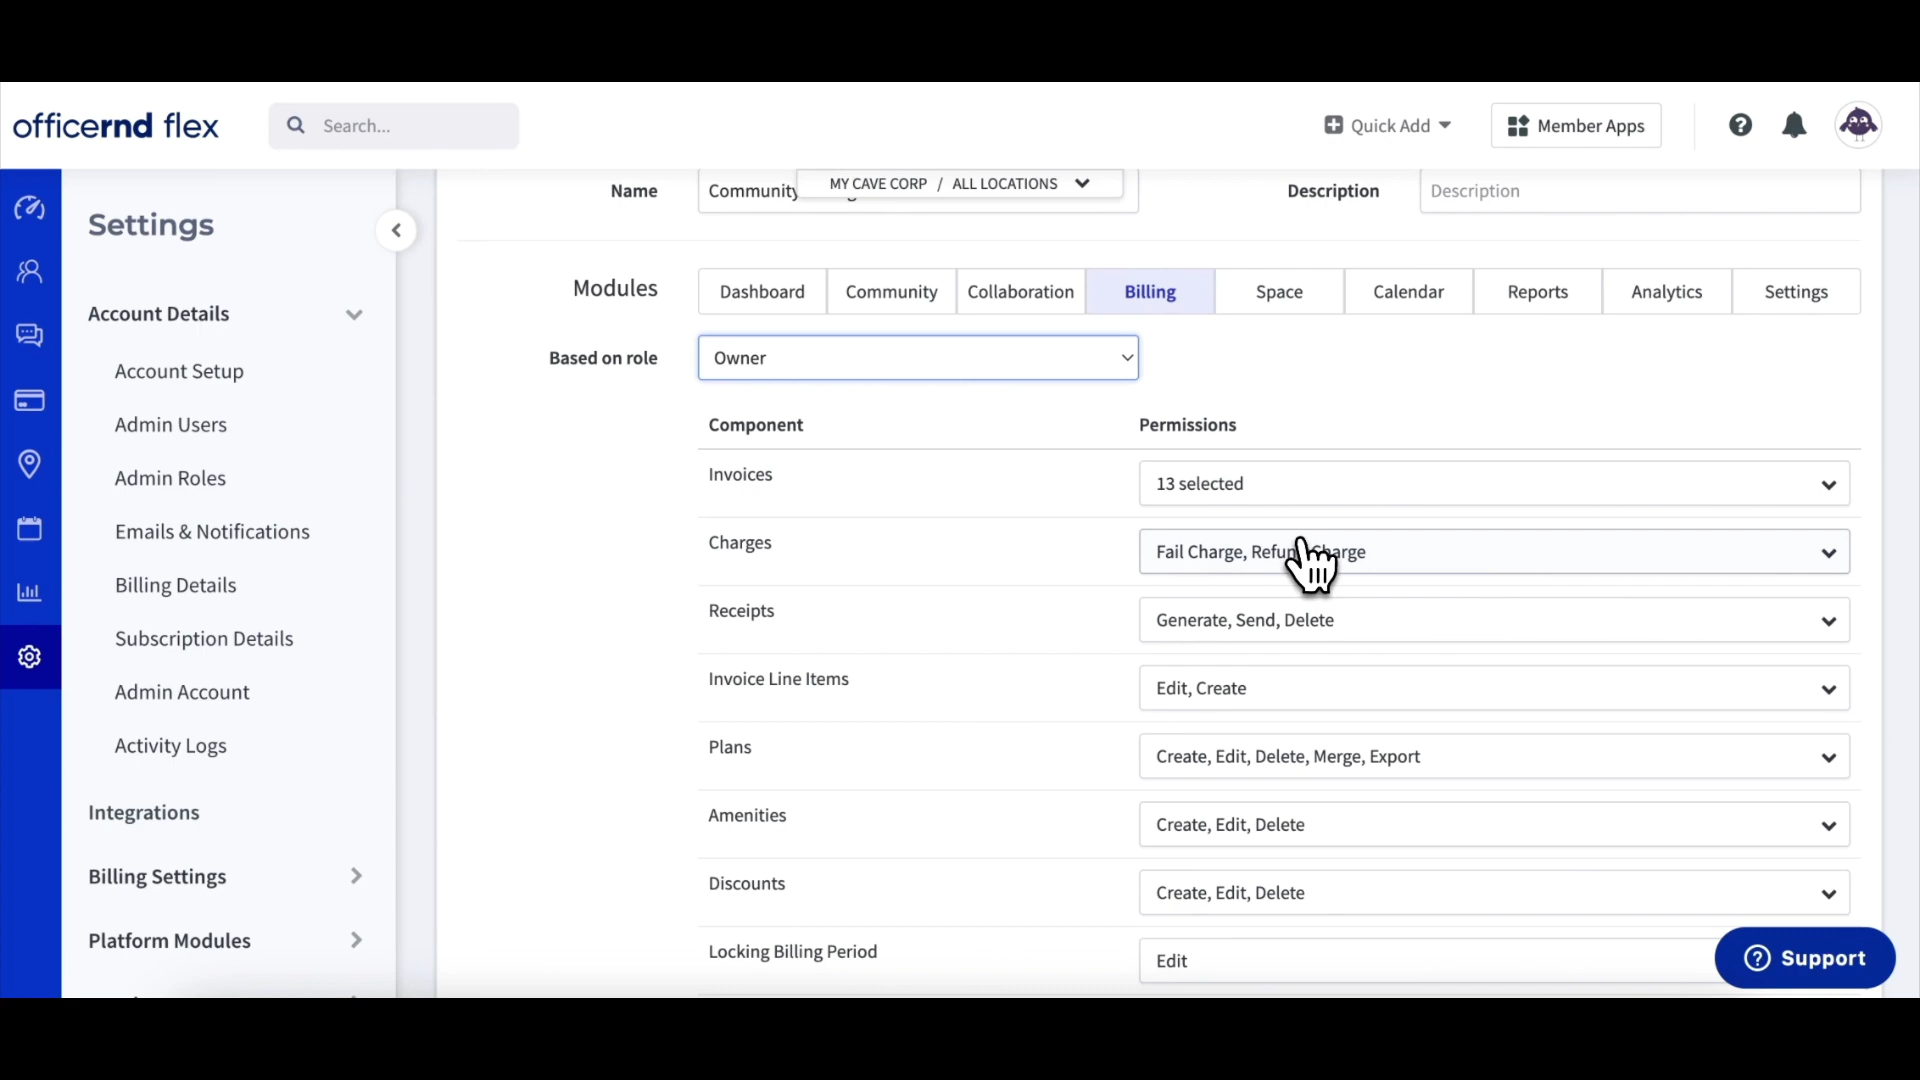 officernd flex
Search...
Quick Add
Member Apps
Settings
Account Details
Account Setup
Admin Users
Admin Roles
Emails & Notifications
Billing Details
Subscription Details
Admin Account
Activity Logs
Integrations
Billing Settings
Platform Modules
Name
Community
MY CAVE CORP / ALL LOCATIONS
Description
Description
Modules
Dashboard
Community
Collaboration
Billing
Space
Calendar
Reports
Analytics
Settings
Based on role
Owner
Component
Permissions
Invoices
13 selected
Charges
Fail Charge, Refund Charge
Receipts
Generate, Send, Delete
Invoice Line Items
Edit, Create
Plans
Create, Edit, Delete, Merge, Export
Amenities
Create, Edit, Delete
Discounts
Create, Edit, Delete
Locking Billing Period
Edit
Support